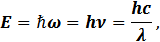 E = ħω = hν = hc/λ,